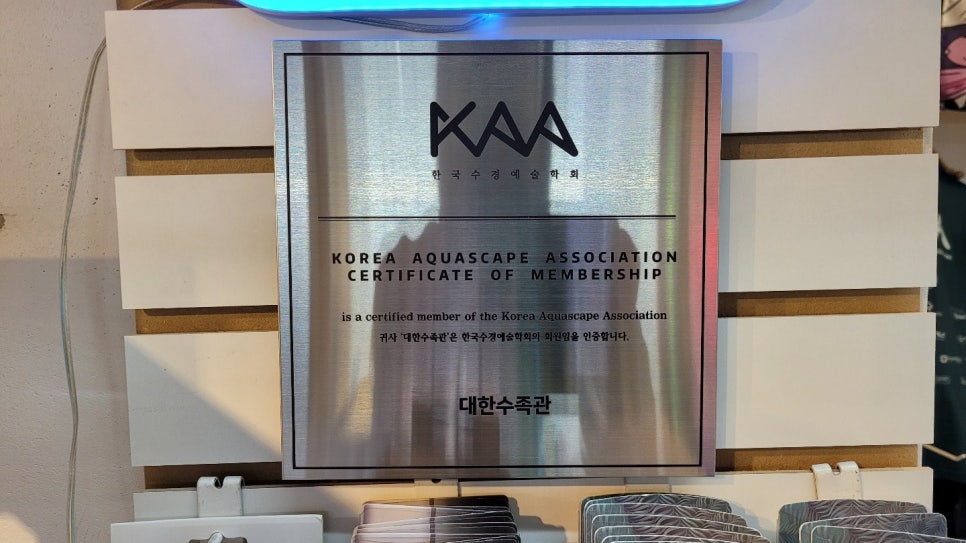 KAA
한국수경예술학회
KOREA AQUASCAPE ASSOCIATION
CERTIFICATE OF MEMBERSHIP
is a certified member of the Korea Aquascape Association
귀사 '대한수족관'은 한국수경예술학회의 회원임을 인증합니다.
대한수족관